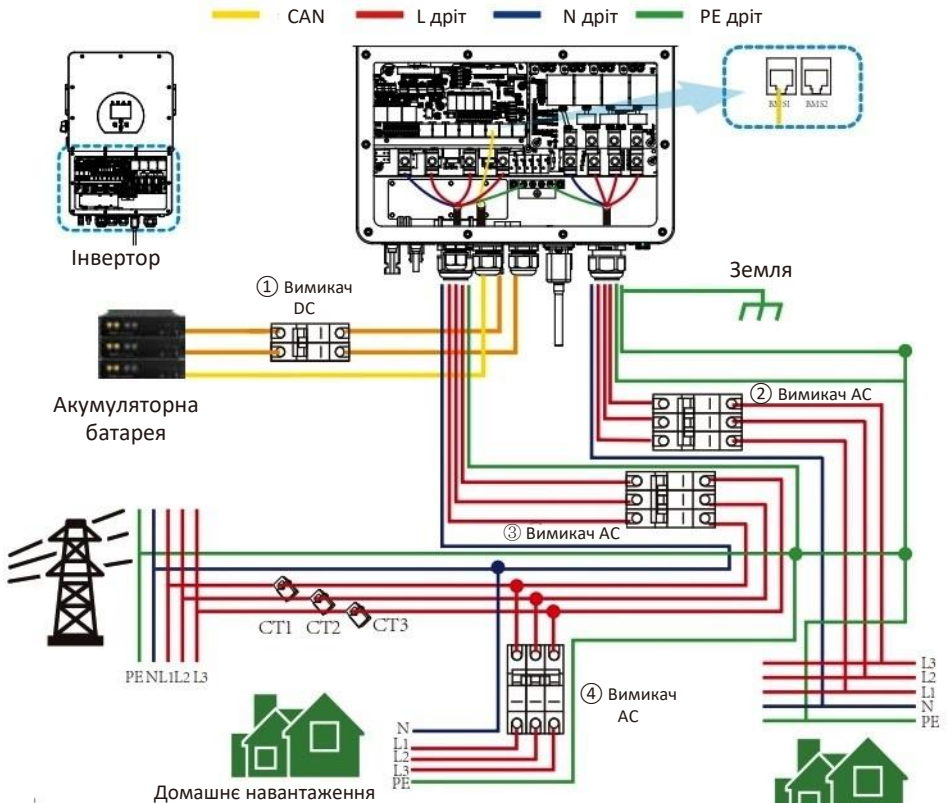 CAN
L дріт
N дріт
PE дріт
BMS1
BMS2
Інвертор
① Вимикач
DC
Земля
Акумуляторна
батарея
② Вимикач AC
③ Вимикач AC
CT1
CT2
CT3
PE N L1 L2 L3
④ Вимикач
AC
L3
L2
L1
N
PE
N
L1
L2
L3
PE
Домашнє навантаження